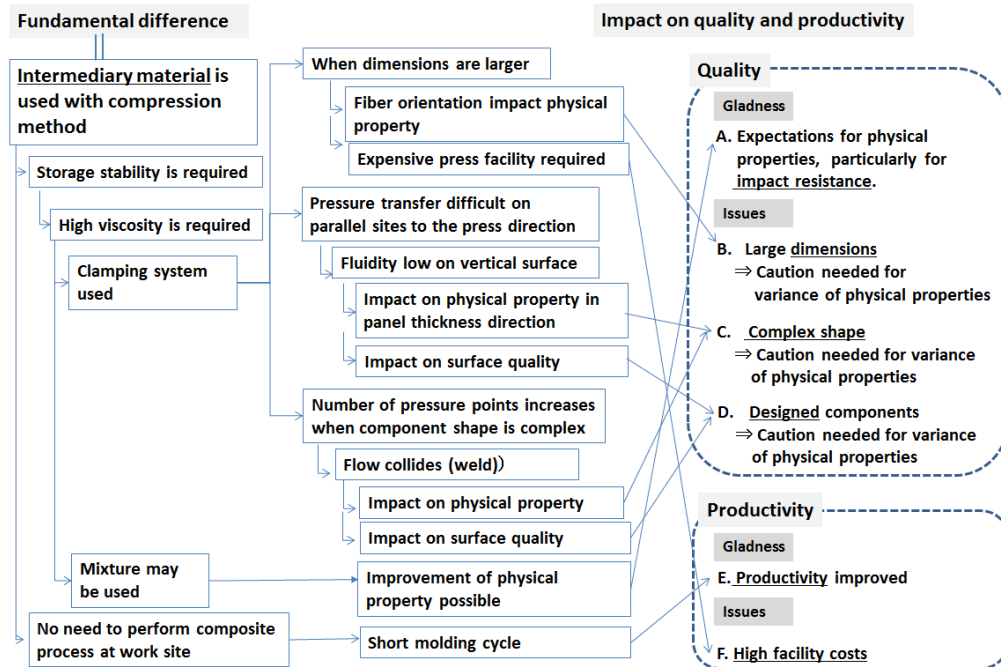 Fundamental difference
Impact on quality and productivity
Intermediary material is
used with compression
method
Storage stability is required
High viscosity is required
Clamping system
used
Mixture may
be used
No need to perform composite
process at work site
When dimensions are larger
Fiber orientation impact physical
property
Expensive press facility required
Pressure transfer difficult on
parallel sites to the press direction
Fluidity low on vertical surface
Impact on physical property in
panel thickness direction
Impact on surface quality
Number of pressure points increases
when component shape is complex
Flow collides (weld)）
Impact on physical property
Impact on surface quality
Improvement of physical
property possible
Short molding cycle
Quality
Gladness
A. Expectations for physical
properties, particularly for
impact resistance.
Issues
B. Large dimensions
⇒ Caution needed for
variance of physical properties
C. Complex shape
⇒ Caution needed for variance
of physical properties
D. Designed components
⇒ Caution needed for variance
of physical properties
Productivity
Gladness
E. Productivity improved
Issues
F. High facility costs